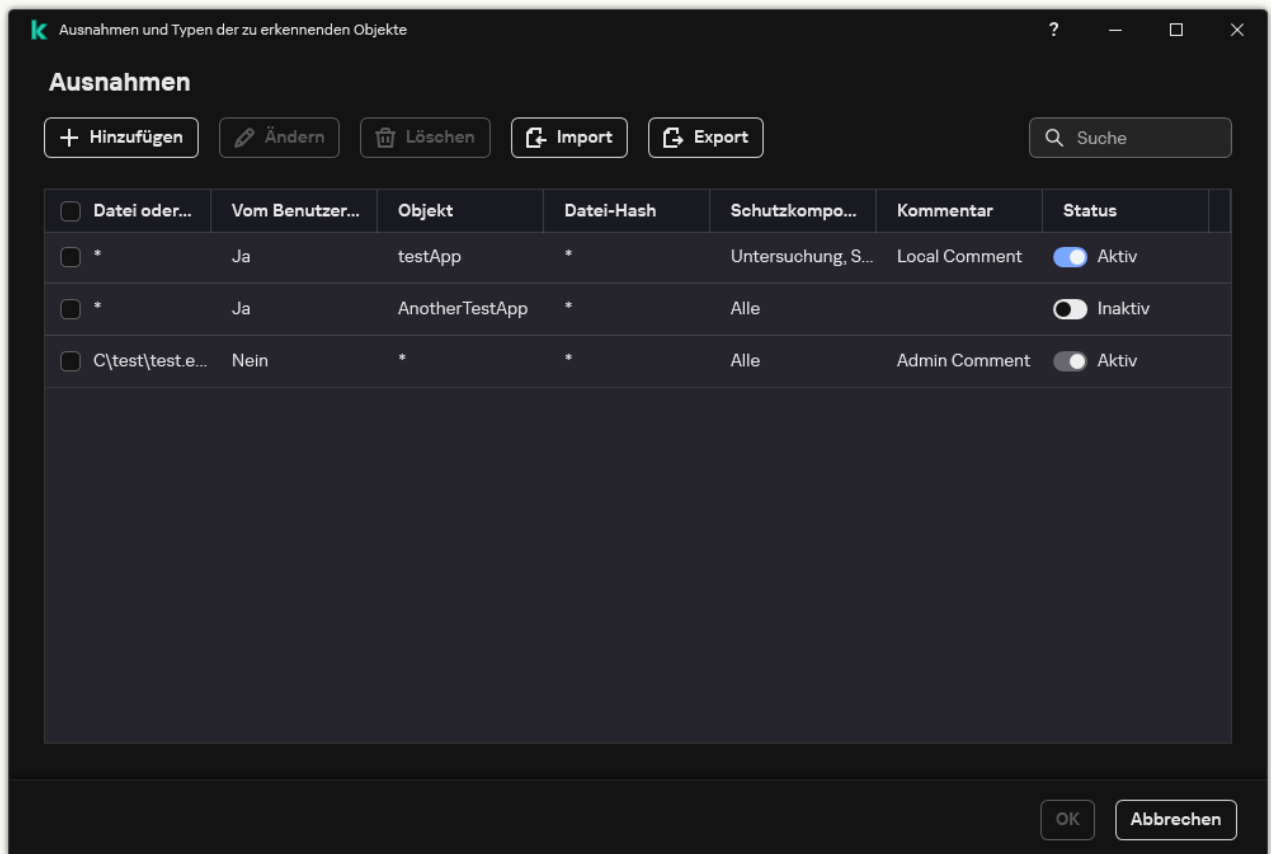 Ausnahmen und Typen der zu erkennenden Objekte
?
Ausnahmen
Hinzufügen Ändern Löschen Import Export Suche
Datei oder... Vom Benutzer... Objekt Datei-Hash Schutzkompo... Kommentar Status
* Ja testApp * Untersuchung, S... Local Comment Aktiv
* Ja AnotherTestApp * Alle Inaktiv
C\test\test.e... Nein * * Alle Admin Comment Aktiv
OK Abbrechen